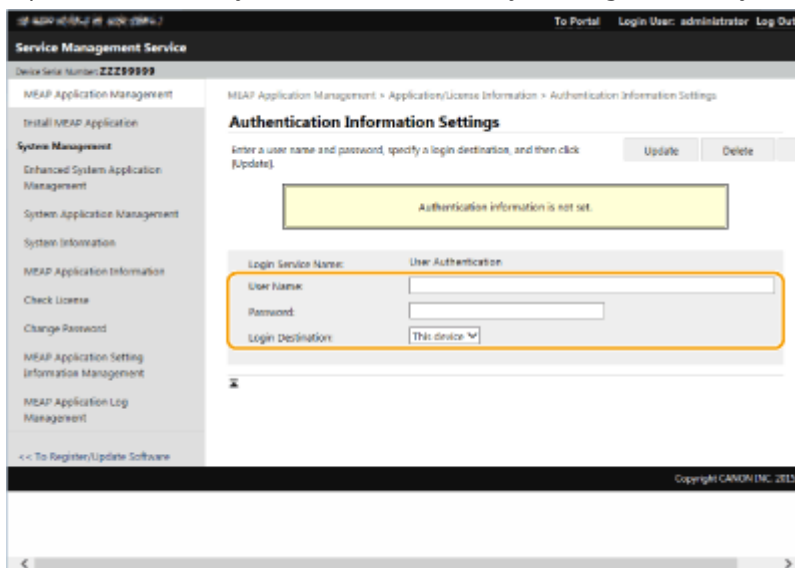 To Portal Login User: administrator Log Out
Service Management Service
Device Serial Number: ZZZ99999
MEAP Application Management
Install MEAP Application
System Management
Enhanced System Application
Management
System Application Management
System Information
MEAP Application Information
Check License
Change Password
MEAP Application Setting
Information Management
MEAP Application Log
Management
<< To Register/Update Software
MEAP Application Management > Application/License Information > Authentication Information Settings
Authentication Information Settings
Enter a user name and password, specify a login destination, and then click
[Update].
Update Delete
Authentication information is not set.
Login Service Name: User Authentication
User Name:
Password:
Login Destination: This device
Copyright CANON INC. 2015